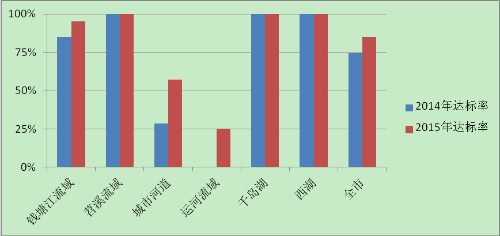 100%
75%
50%
25%
0%
钱塘江流域
苕溪流域
城市河道
运河流域
千岛湖
西湖
全市
2014年达标率
2015年达标率